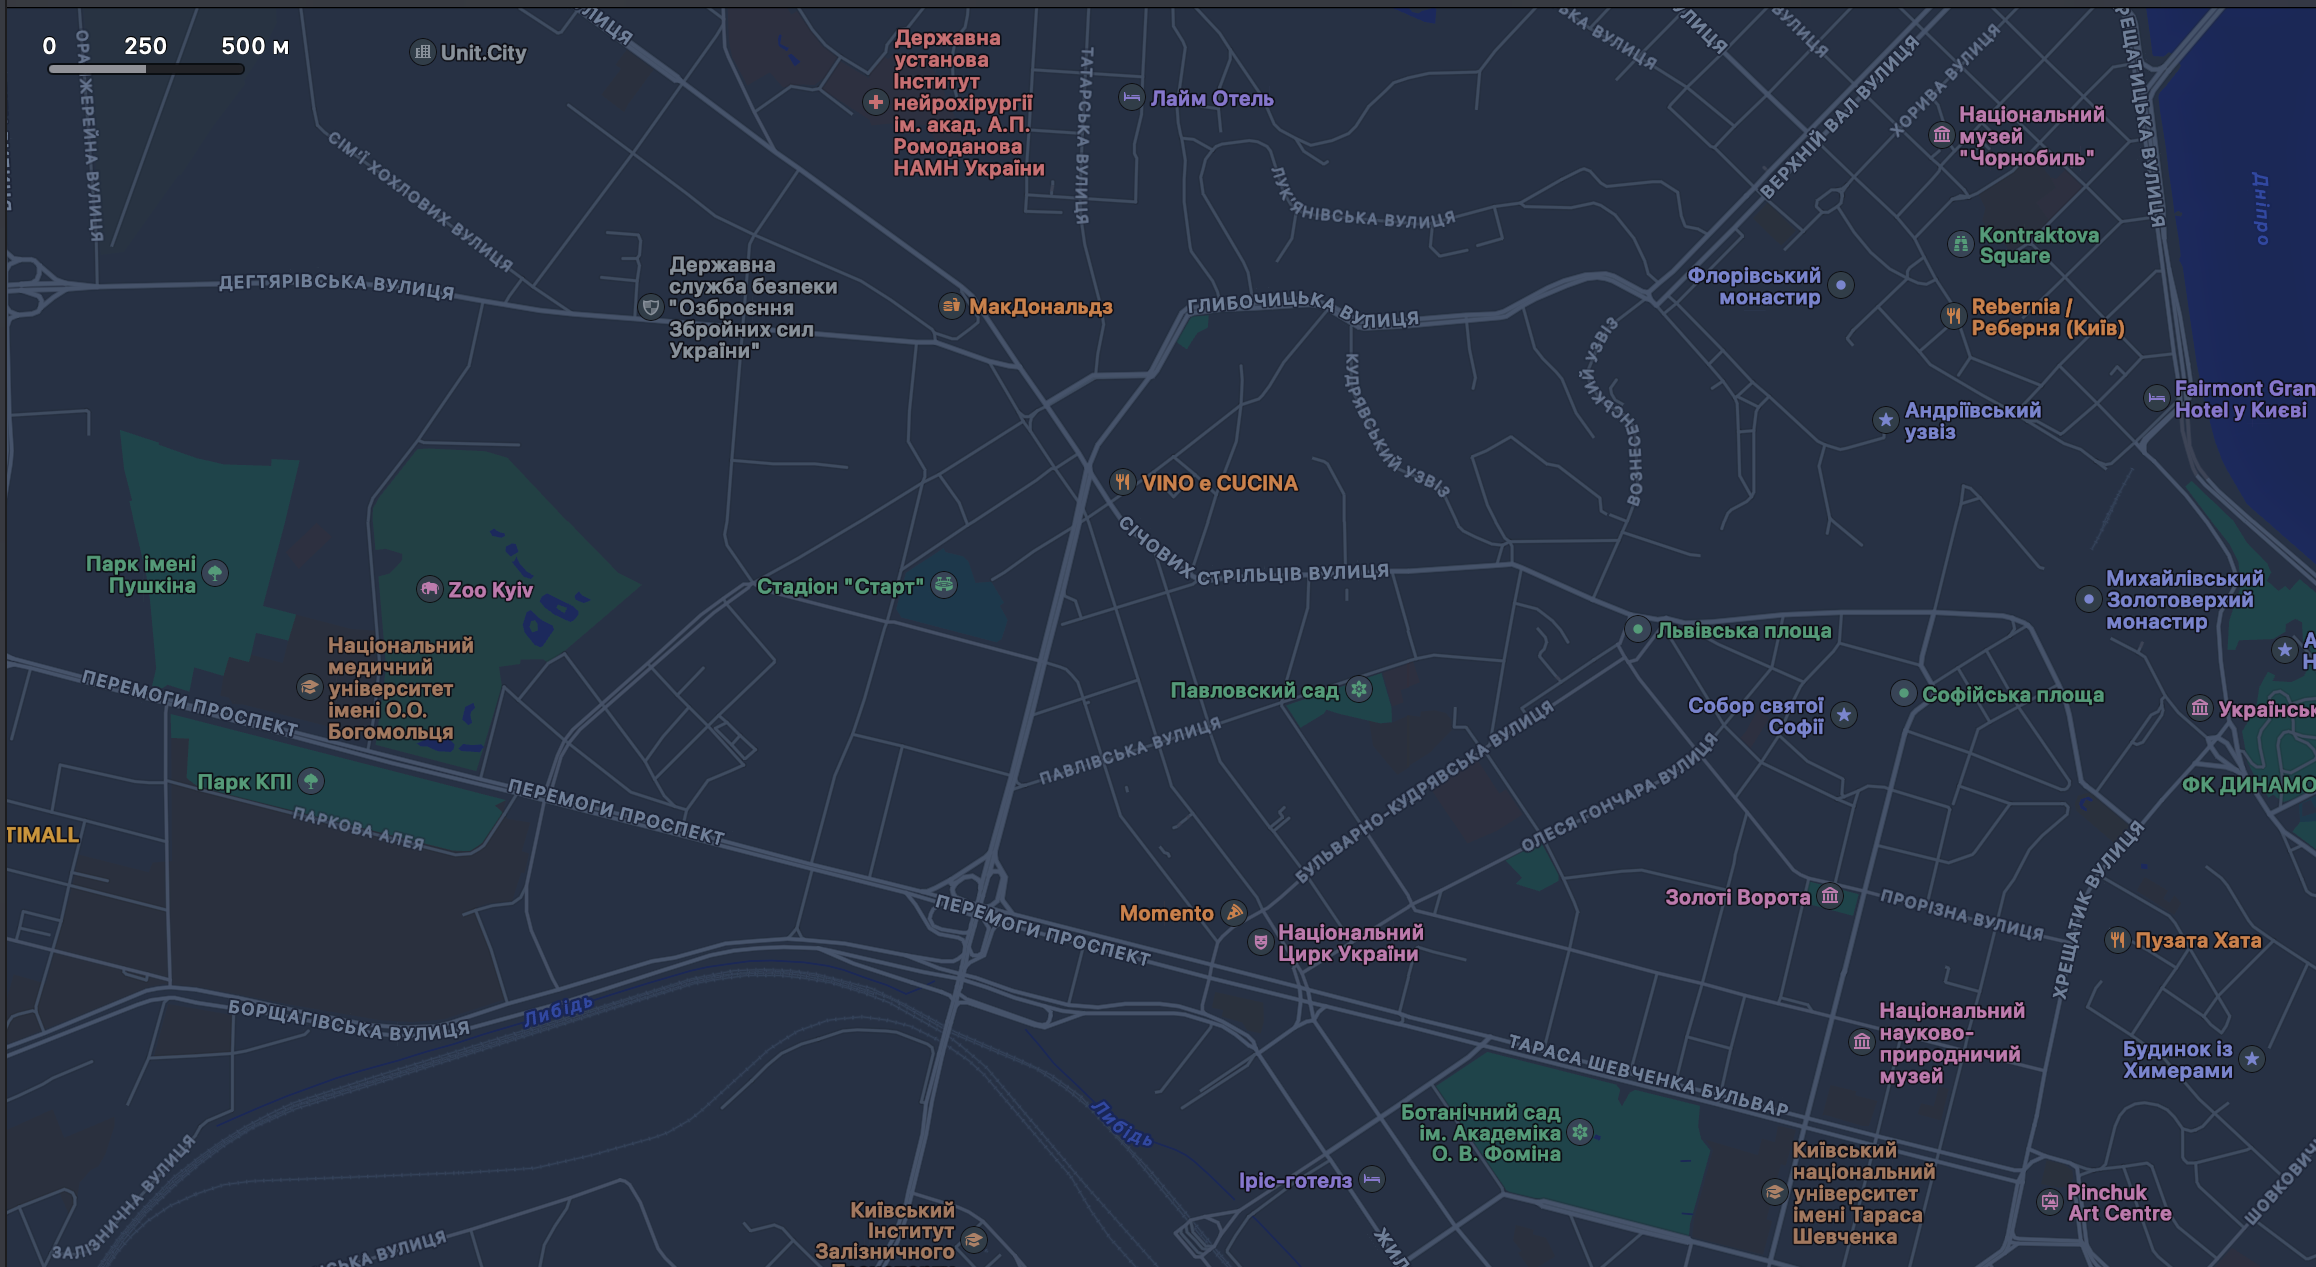 0 250 500 м
ОРАНЖЕРЕЙНА ВУЛИЦЯ
Unit.City
СІМ'Ї ХОХЛОВИХ ВУЛИЦЯ
Державна
установа
Інститут
нейрохірургії
ім. акад. А.П.
Ромоданова
НАМН України
ТАТАРСЬКА ВУЛИЦЯ
Лайм Отель
ЛУК'ЯНІВСЬКА ВУЛИЦЯ
ВЕРХНІЙ ВАЛ ВУЛИЦЯ
ХОРИВА ВУЛИЦЯ
Національний
музей
"Чорнобиль"
Дніпро
Kontraktova
Square
Флорівський
монастир
Rebernia /
Реберня (Київ)
ДЕГТЯРІВСЬКА ВУЛИЦЯ
Державна
служба безпеки
"Озброєння
Збройних сил
України"
МакДональдз
ГЛИБОЧИЦЬКА ВУЛИЦЯ
КУДРЯВСЬКИЙ УЗВІЗ
ВОЗНЕСЕНСЬКИЙ УЗВІЗ
Андріївський
узвіз
Fairmont Gran
Hotel у Києві
VINO e CUCINA
СІЧОВИХ СТРІЛЬЦІВ ВУЛИЦЯ
Парк імені
Пушкіна
Zoo Kyiv
Стадіон "Старт"
Михайлівський
Золотоверхий
монастир
Львівська площа
Національний
медичний
університет
імені О.О.
Богомольця
Павловский сад
Собор святої
Софії
Софійська площа
Українськ
ПЕРЕМОГИ ПРОСПЕКТ
ПАВЛІВСЬКА ВУЛИЦЯ
БУЛЬВАРНО-КУДРЯВСЬКА ВУЛИЦЯ
ОЛЕСЯ ГОНЧАРА ВУЛИЦЯ
Парк КПІ
ПАРКОВА АЛЕЯ
ПЕРЕМОГИ ПРОСПЕКТ
ФК ДИНАМО
TIMALL
Золоті Ворота
ПРОРІЗНА ВУЛИЦЯ
ХРЕЩАТИК ВУЛИЦЯ
Momento
ПЕРЕМОГИ ПРОСПЕКТ
Національний
Цирк України
Пузата Хата
БОРЩАГІВСЬКА ВУЛИЦЯ
Либідь
Національний
науково-
природничий
музей
Будинок із
Химерами
ТАРАСА ШЕВЧЕНКА БУЛЬВАР
Либідь
Ботанічний сад
ім. Академіка
О. В. Фоміна
Київський
національний
університет
імені Тараса
Шевченка
Ірис-готелз
Pinchuk
Art Centre
ЗАЛІЗНИЧНА ВУЛИЦЯ
Київський
Інститут
Залізничного